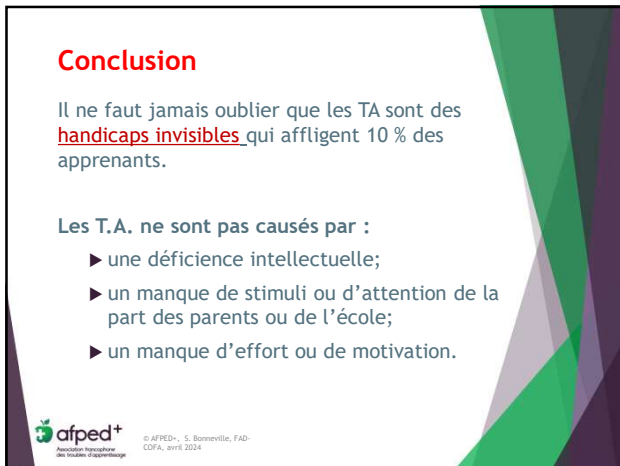 Conclusion
Il ne faut jamais oublier que les TA sont des
handicaps invisibles qui affligent 10 % des
apprenants.
Les T.A. ne sont pas causés par :
▶ une déficience intellectuelle;
▶ un manque de stimuli ou d’attention de la
part des parents ou de l’école;
▶ un manque d’effort ou de motivation.
afped+
Association francophone
des troubles d'apprentissage
© AFPED+, S. Bonneville, FAD-
COFA, avril 2024